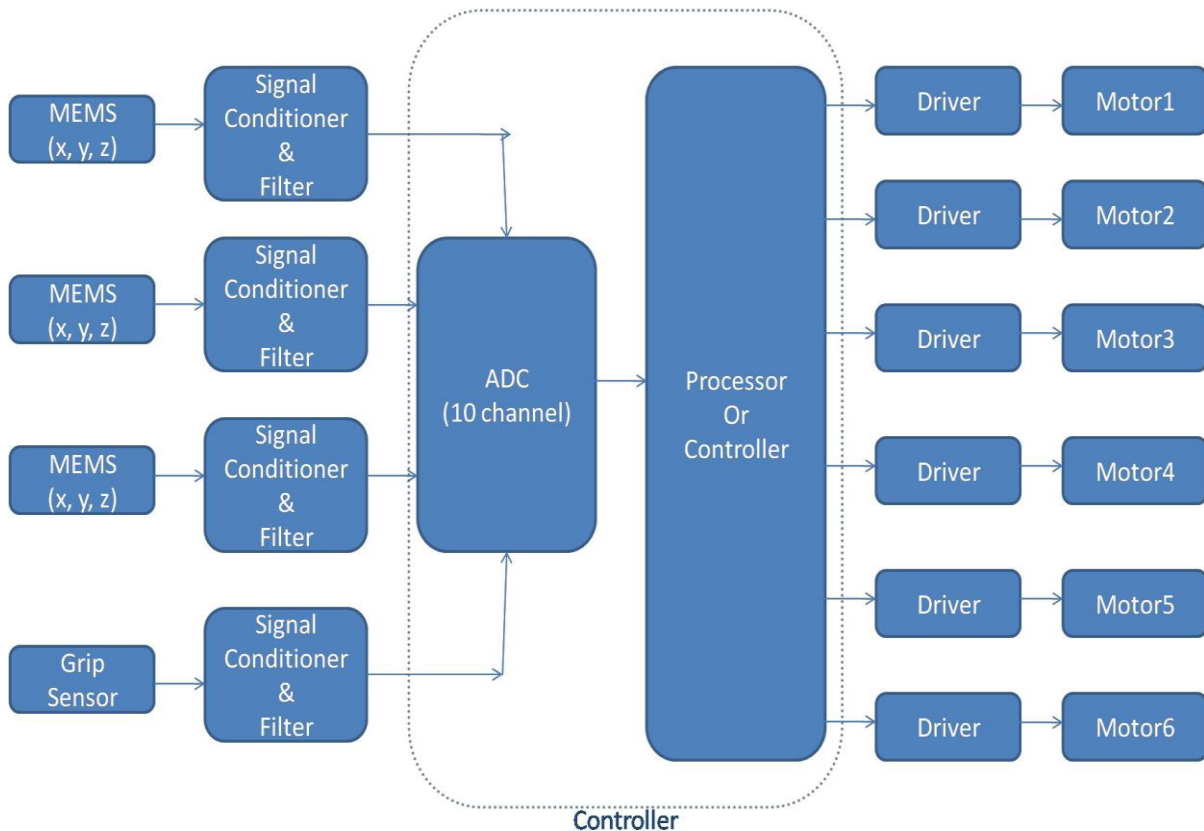 MEMS
(x, y, z)
Signal
Conditioner
&
Filter
MEMS
(x, y, z)
Signal
Conditioner
&
Filter
MEMS
(x, y, z)
Signal
Conditioner
&
Filter
Grip
Sensor
Signal
Conditioner
&
Filter
ADC
(10 channel)
Processor
Or
Controller
Driver
Motor1
Driver
Motor2
Driver
Motor3
Driver
Motor4
Driver
Motor5
Driver
Motor6
Controller